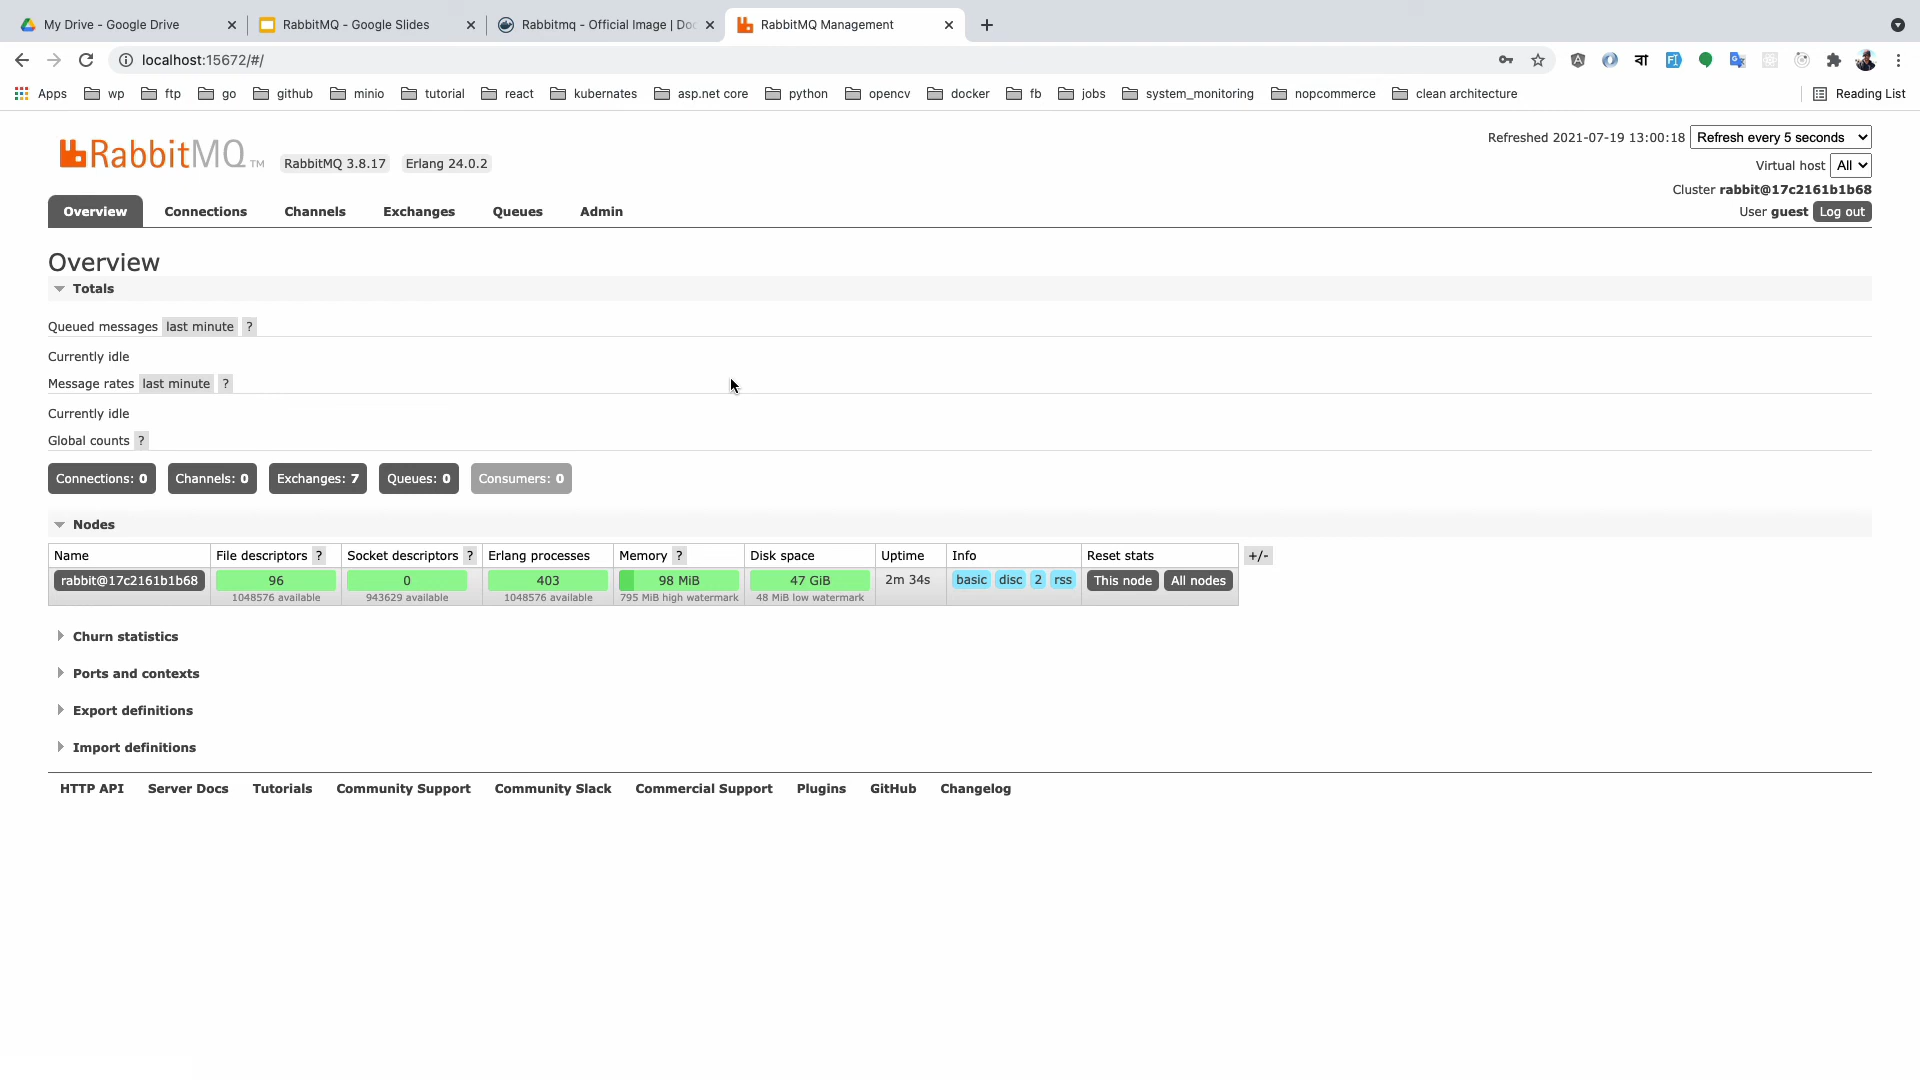 My Drive - Google Drive
RabbitMQ - Google Slides
Rabbitmq - Official Image | Doc
RabbitMQ Management
localhost:15672/#/
Apps wp ftp go github minio tutorial react kubernetes asp.net core python opencv docker fb jobs system_monitoring nopcommerce clean architecture Reading List
RabbitMQ TM RabbitMQ 3.8.17 Erlang 24.0.2
Refreshed 2021-07-19 13:00:18 Refresh every 5 seconds
Virtual host All
Cluster rabbit@17c2161b1b68
User guest Log out
Overview Connections Channels Exchanges Queues Admin
Overview
Totals
Queued messages last minute ?
Currently idle
Message rates last minute ?
Currently idle
Global counts ?
Connections: 0 Channels: 0 Exchanges: 7 Queues: 0 Consumers: 0
Nodes
Name File descriptors ? Socket descriptors ? Erlang processes Memory ? Disk space Uptime Info Reset stats +/-
rabbit@17c2161b1b68 96 0 403 98 MiB 47 GiB 2m 34s basic disc 2 rss This node All nodes
1048576 available 943629 available 1048576 available 795 MiB high watermark 48 MiB low watermark
Churn statistics
Ports and contexts
Export definitions
Import definitions
HTTP API Server Docs Tutorials Community Support Community Slack Commercial Support Plugins GitHub Changelog